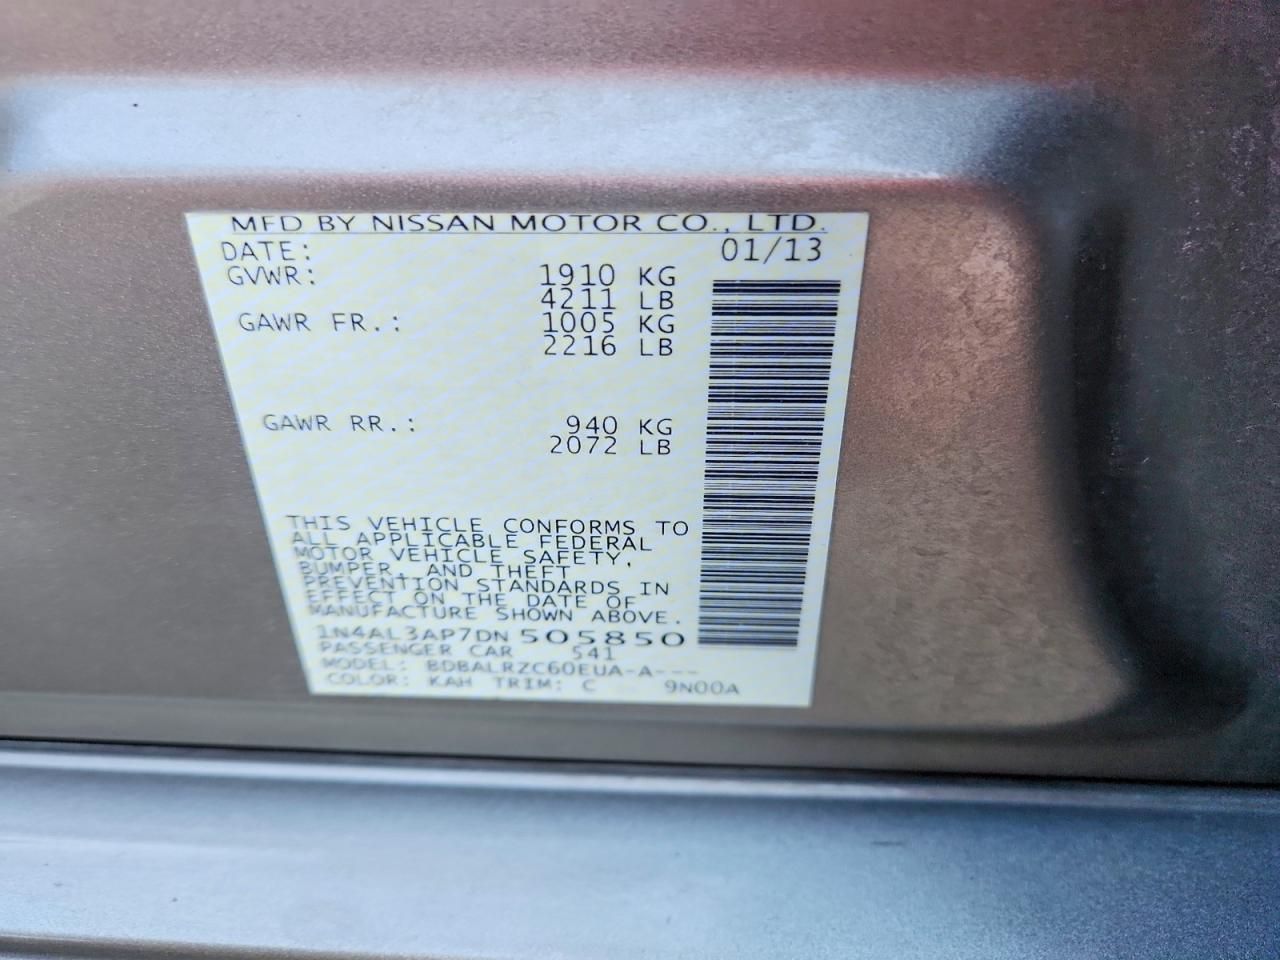 MFD BY NISSAN MOTOR CO., LTD.
DATE: 01/13
GVWR: 1910 KG
4211 LB
GAWR FR.: 1005 KG
2216 LB
GAWR RR.: 940 KG
2072 LB
THIS VEHICLE CONFORMS TO
ALL APPLICABLE FEDERAL
MOTOR VEHICLE SAFETY,
BUMPER, AND THEFT
PREVENTION STANDARDS IN
EFFECT ON THE DATE OF
MANUFACTURE SHOWN ABOVE.
1N4AL3AP7DN505850
PASSENGER CAR 541
MODEL: BDBALRZC60EUA-A---
COLOR: KAH TRIM: C 9N00A